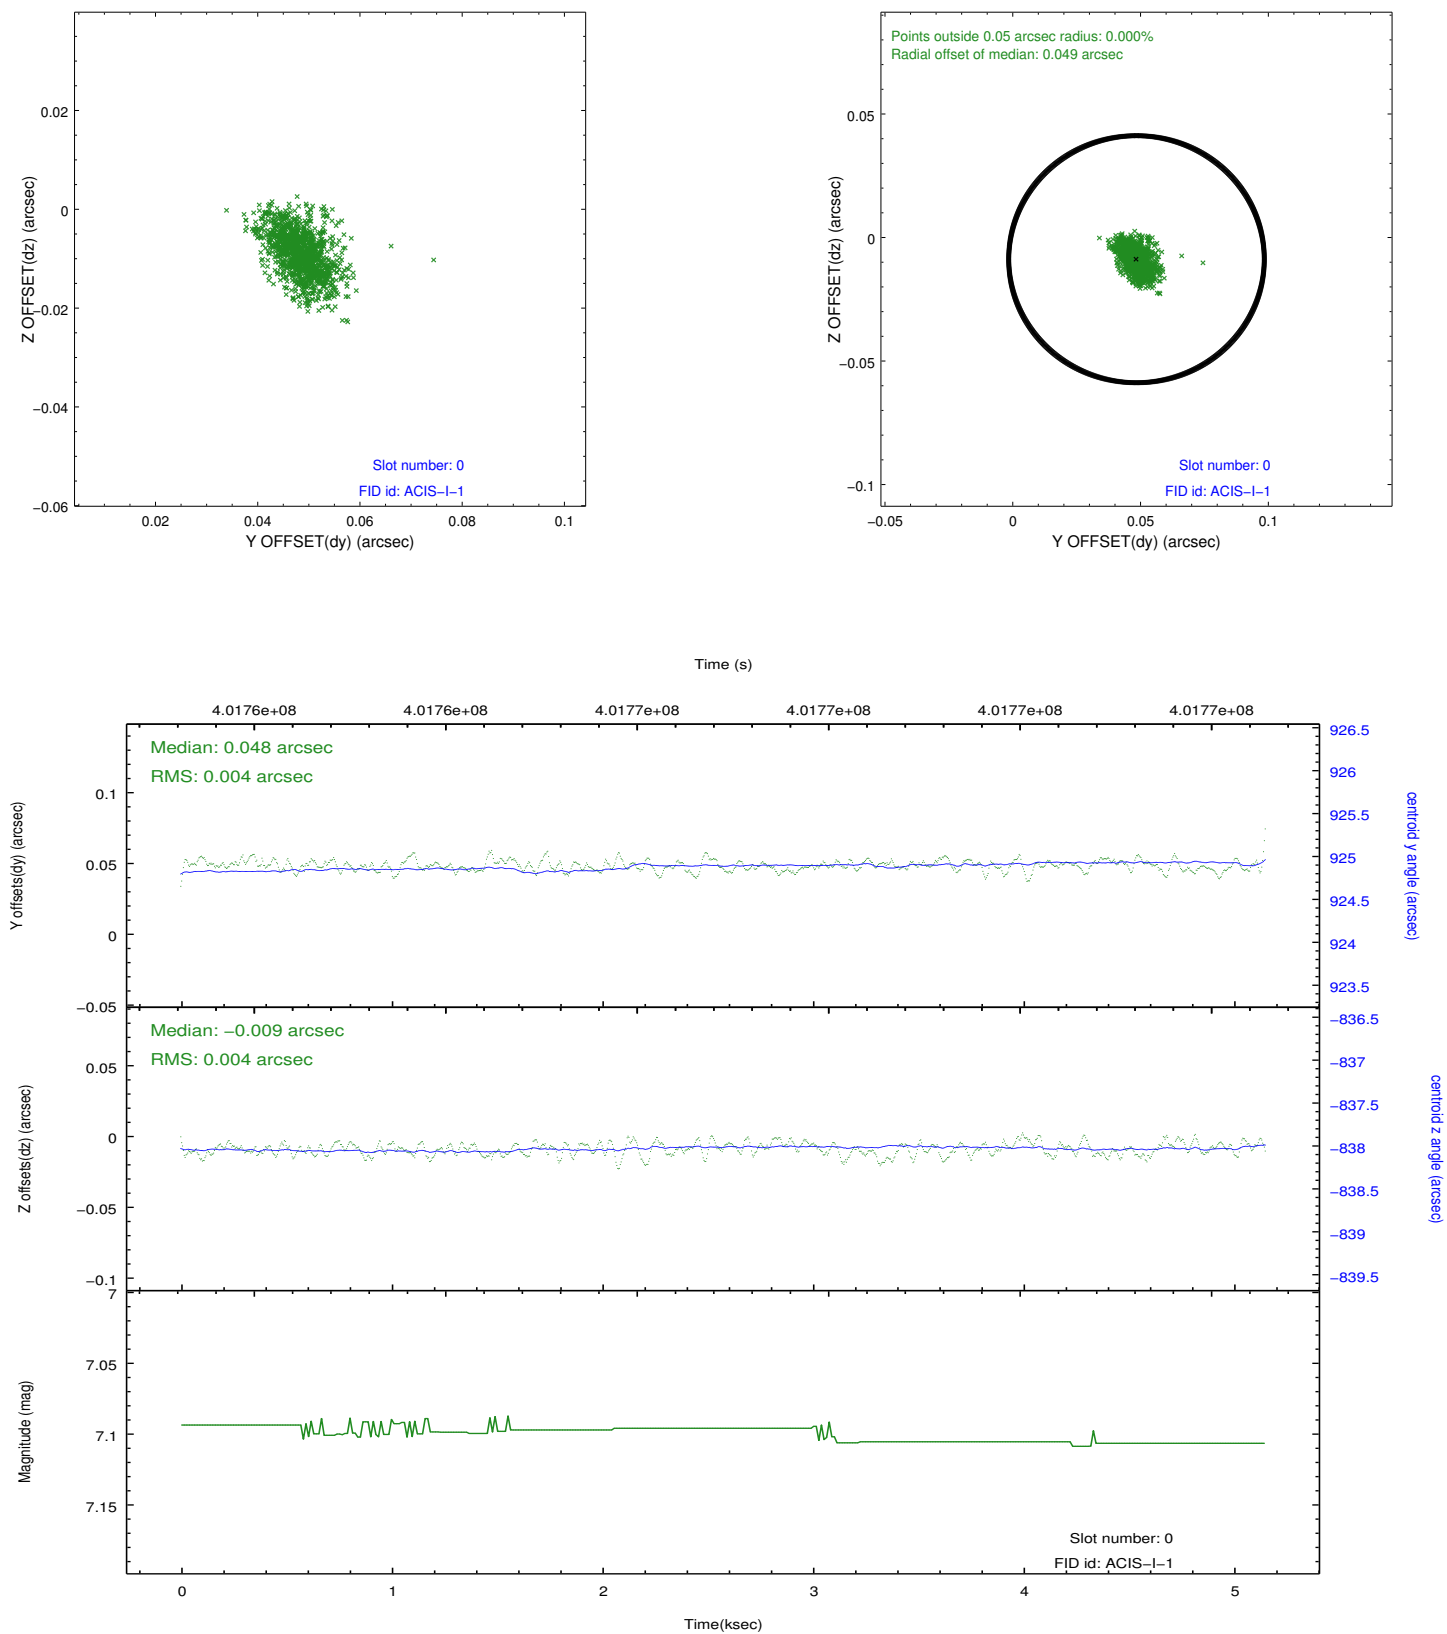 0.02
0
−0.02
−0.04
−0.06
Z OFFSET(dz) (arcsec)
Slot number: 0
FID id: ACIS−I−1
0.02 0.04 0.06 0.08 0.1
Y OFFSET(dy) (arcsec)
Points outside 0.05 arcsec radius: 0.000%
Radial offset of median: 0.049 arcsec
0.05
0
−0.05
−0.1
Z OFFSET(dz) (arcsec)
Slot number: 0
FID id: ACIS−I−1
−0.05 0 0.05 0.1
Y OFFSET(dy) (arcsec)
Time (s)
4.0176e+08 4.0176e+08 4.0177e+08 4.0177e+08 4.0177e+08 4.0177e+08
Median: 0.048 arcsec
RMS: 0.004 arcsec
0.1
0.05
0
−0.05
Y offsets(dy) (arcsec)
926.5
926
925.5
925
924.5
924
923.5
centroid y angle (arcsec)
Median: −0.009 arcsec
RMS: 0.004 arcsec
0.05
0
−0.05
−0.1
Z offsets(dz) (arcsec)
−836.5
−837
−837.5
−838
−838.5
−839
−839.5
centroid z angle (arcsec)
7
7.05
7.1
7.15
Magnitude (mag)
Slot number: 0
FID id: ACIS−I−1
0 1 2 3 4 5
Time(ksec)